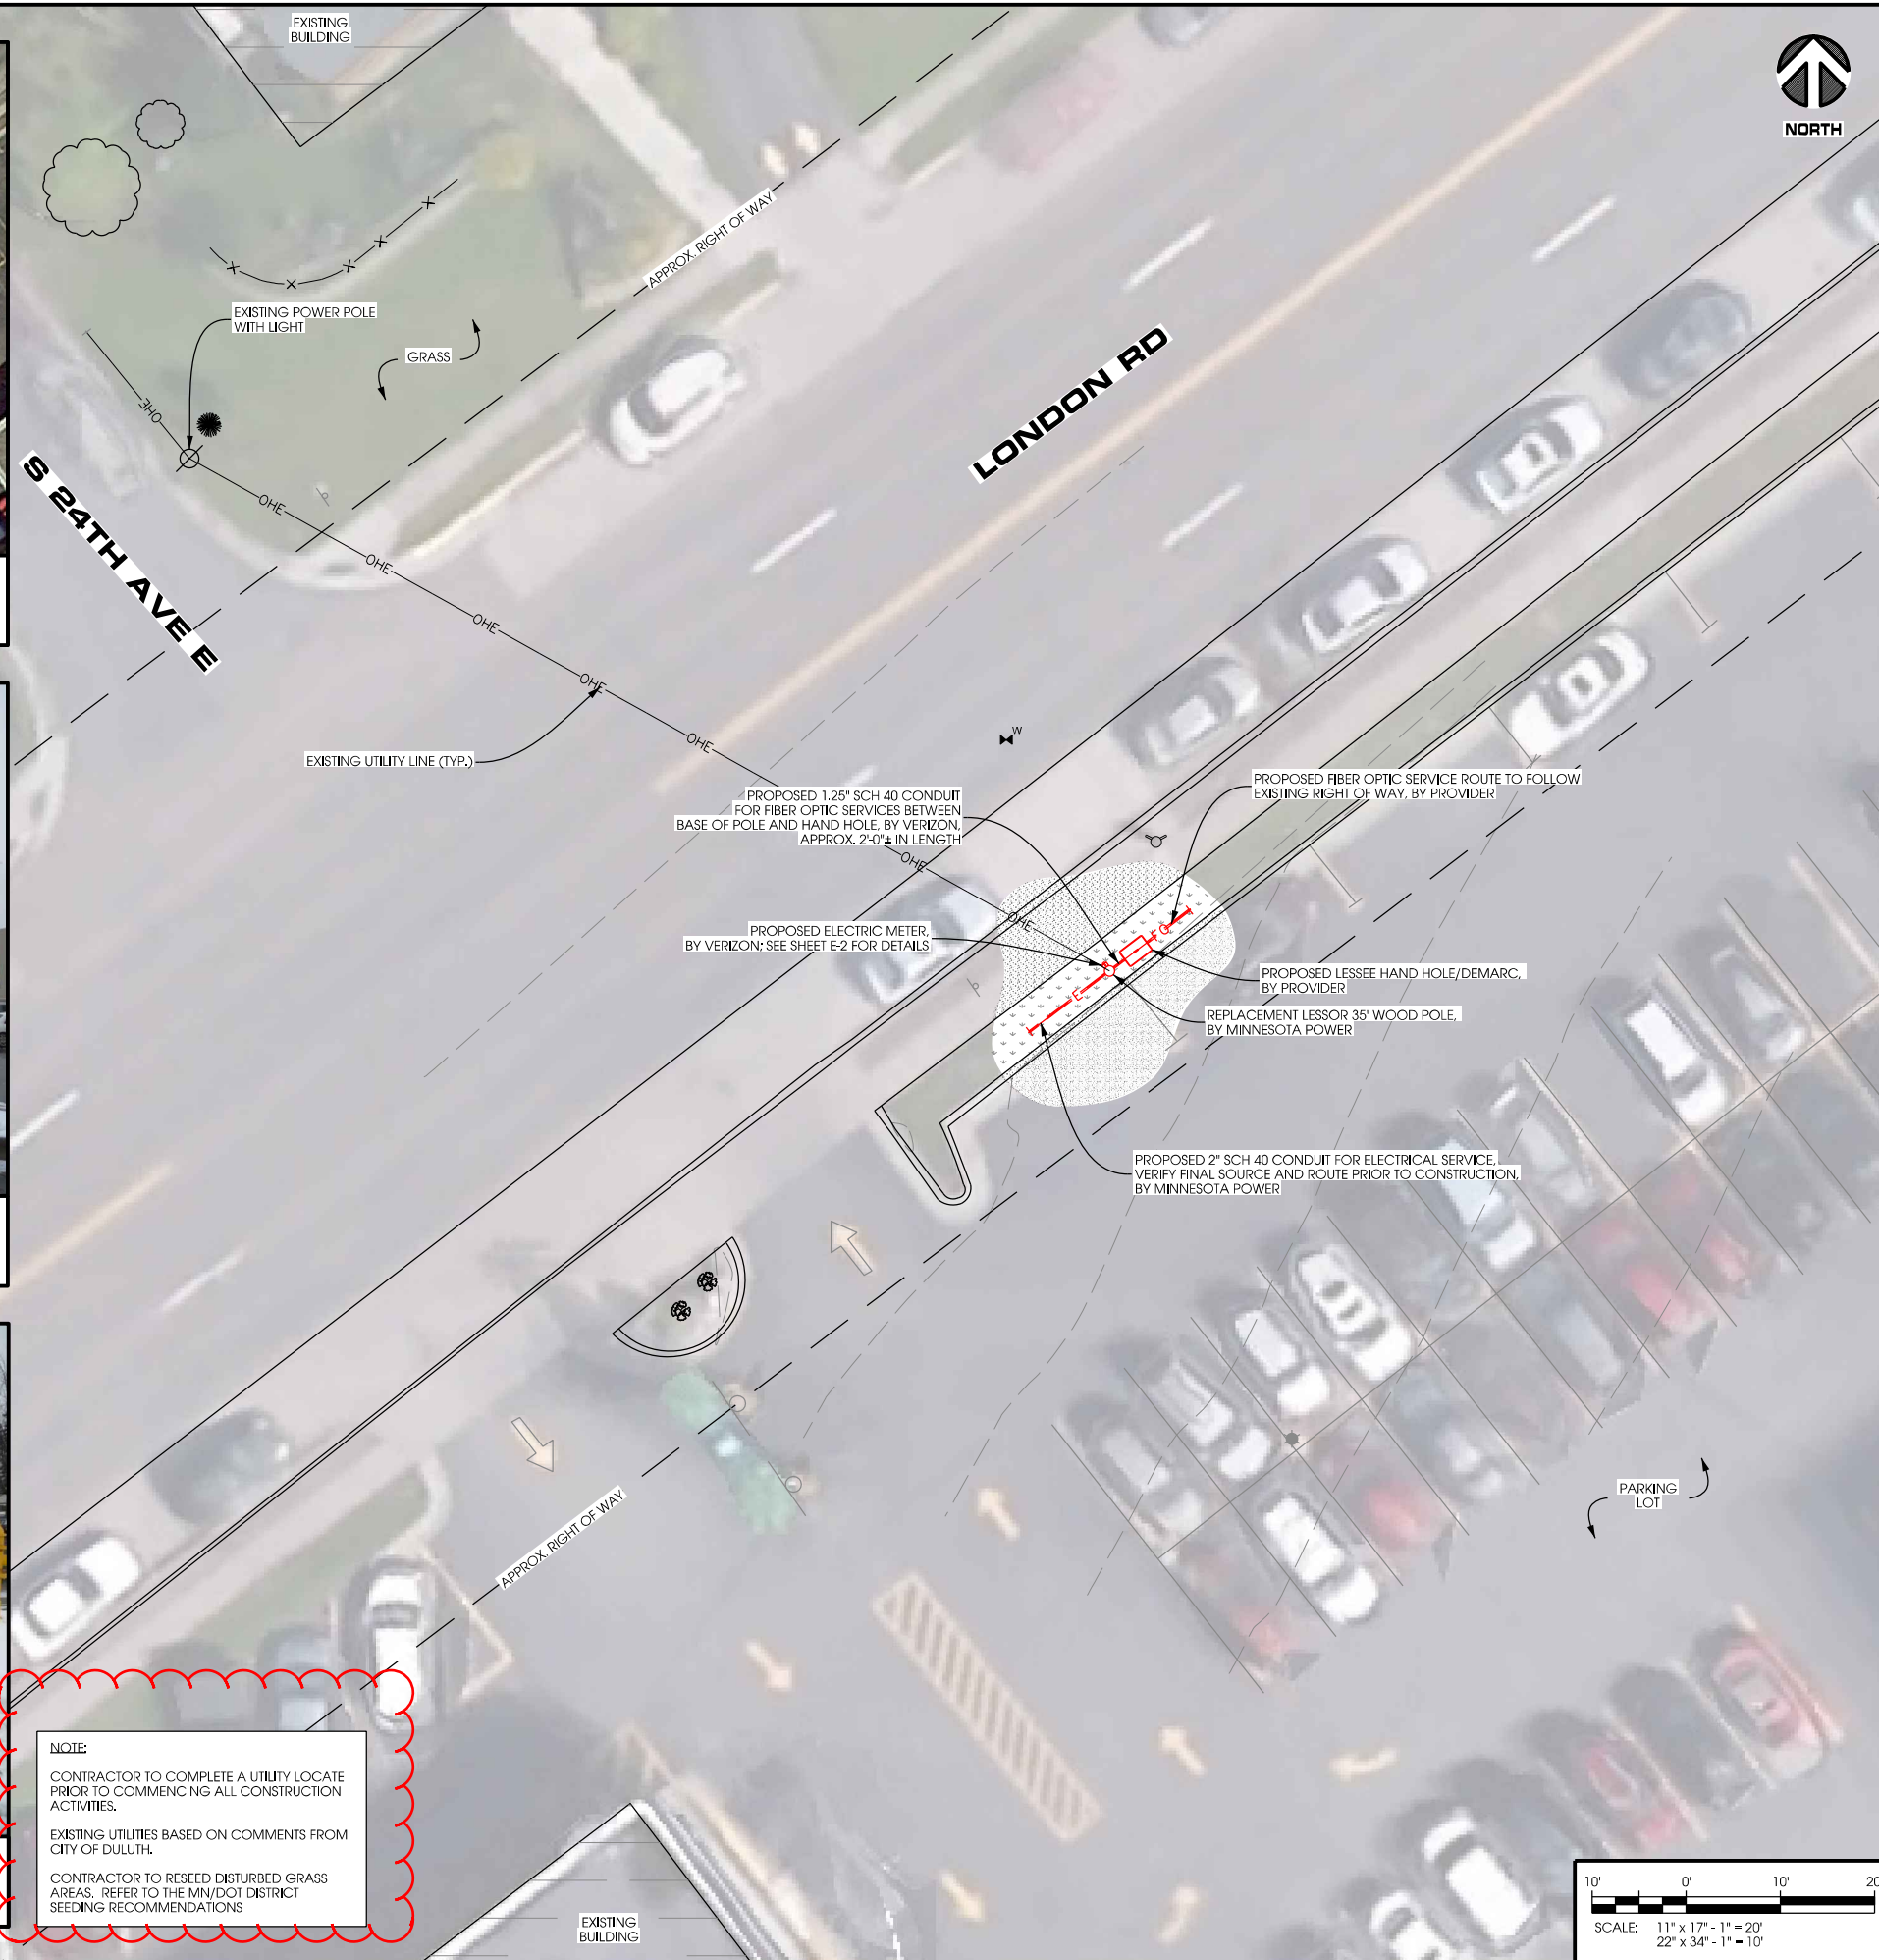 EXISTING
BUILDING
NORTH
APPROX. RIGHT OF WAY
EXISTING POWER POLE
WITH LIGHT
GRASS
LONDON RD
OHE
OHE
S 24TH AVE E
OHE
OHE
OHE
OHE
EXISTING UTILITY LINE (TYP.)
W
PROPOSED 1.25" SCH 40 CONDUIT
FOR FIBER OPTIC SERVICES BETWEEN
BASE OF POLE AND HAND HOLE, BY VERIZON,
APPROX. 2'-0"± IN LENGTH
PROPOSED FIBER OPTIC SERVICE ROUTE TO FOLLOW
EXISTING RIGHT OF WAY, BY PROVIDER
OHE
OHE
PROPOSED ELECTRIC METER,
BY VERIZON; SEE SHEET E-2 FOR DETAILS
E
PROPOSED LESSEE HAND HOLE/DEMARC,
BY PROVIDER
REPLACEMENT LESSOR 35' WOOD POLE,
BY MINNESOTA POWER
PROPOSED 2" SCH 40 CONDUIT FOR ELECTRICAL SERVICE,
VERIFY FINAL SOURCE AND ROUTE PRIOR TO CONSTRUCTION,
BY MINNESOTA POWER
APPROX. RIGHT OF WAY
PARKING
LOT
NOTE:
CONTRACTOR TO COMPLETE A UTILITY LOCATE
PRIOR TO COMMENCING ALL CONSTRUCTION
ACTIVITIES.
EXISTING UTILITIES BASED ON COMMENTS FROM
CITY OF DULUTH.
CONTRACTOR TO RESEED DISTURBED GRASS
AREAS.  REFER TO THE MN/DOT DISTRICT
SEEDING RECOMMENDATIONS
EXISTING
BUILDING
10' 0' 10' 20
SCALE: 11" x 17" - 1" = 20'
22" x 34" - 1" = 10'